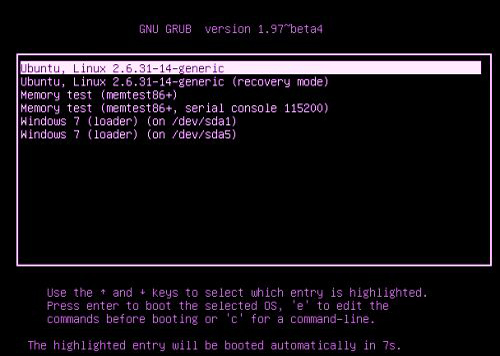 GNU GRUB version 1.97~beta4
Ubuntu, Linux 2.6.31-14-generic
Ubuntu, Linux 2.6.31-14-generic (recovery mode)
Memory test (memtest86+)
Memory test (memtest86+, serial console 115200)
Windows 7 (loader) (on /dev/sda1)
Windows 7 (loader) (on /dev/sda5)
Use the ↑ and ↓ keys to select which entry is highlighted.
Press enter to boot the selected OS, 'e' to edit the
commands before booting or 'c' for a command-line.
The highlighted entry will be booted automatically in 7s.